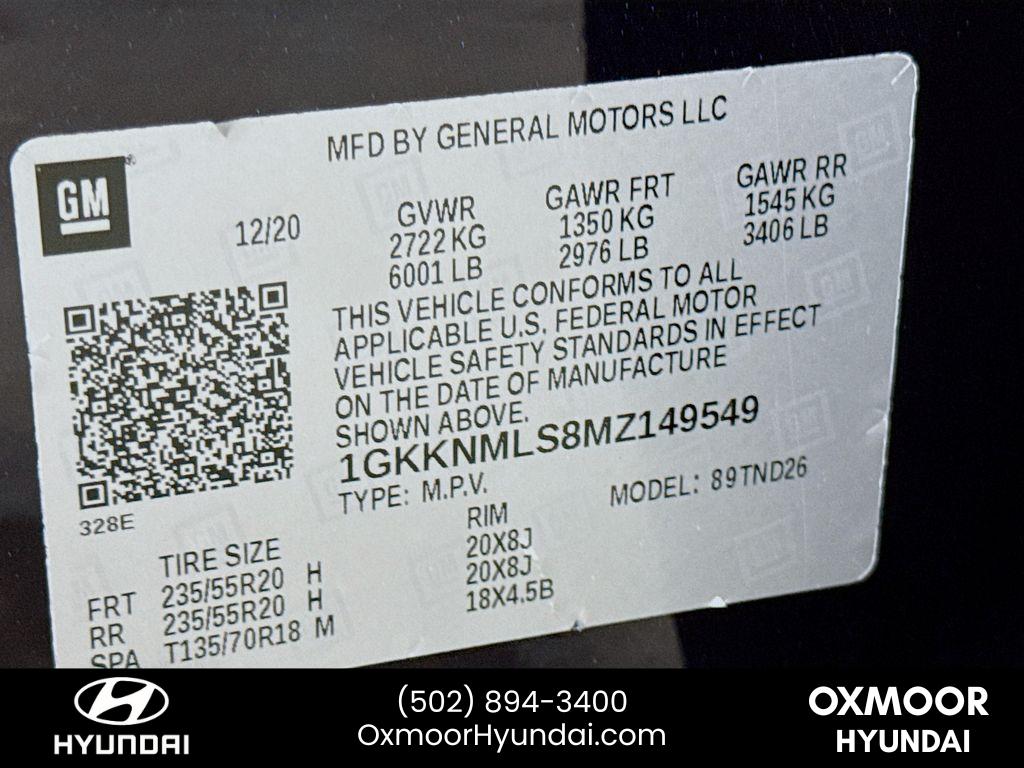 MFD BY GENERAL MOTORS LLC
GM
12/20
GVWR GAWR FRT GAWR RR
2722 KG 1350 KG 1545 KG
6001 LB 2976 LB 3406 LB
THIS VEHICLE CONFORMS TO ALL
APPLICABLE U.S. FEDERAL MOTOR
VEHICLE SAFETY STANDARDS IN EFFECT
ON THE DATE OF MANUFACTURE
SHOWN ABOVE.
1GKKNMLS8MZ149549
TYPE: M.P.V. MODEL: 89TND26
328E
TIRE SIZE RIM
FRT 235/55R20 H 20X8J
RR 235/55R20 H 20X8J
SPA T135/70R18 M 18X4.5B
HYUNDAI
(502) 894-3400
OxmoorHyundai.com
OXMOOR
HYUNDAI